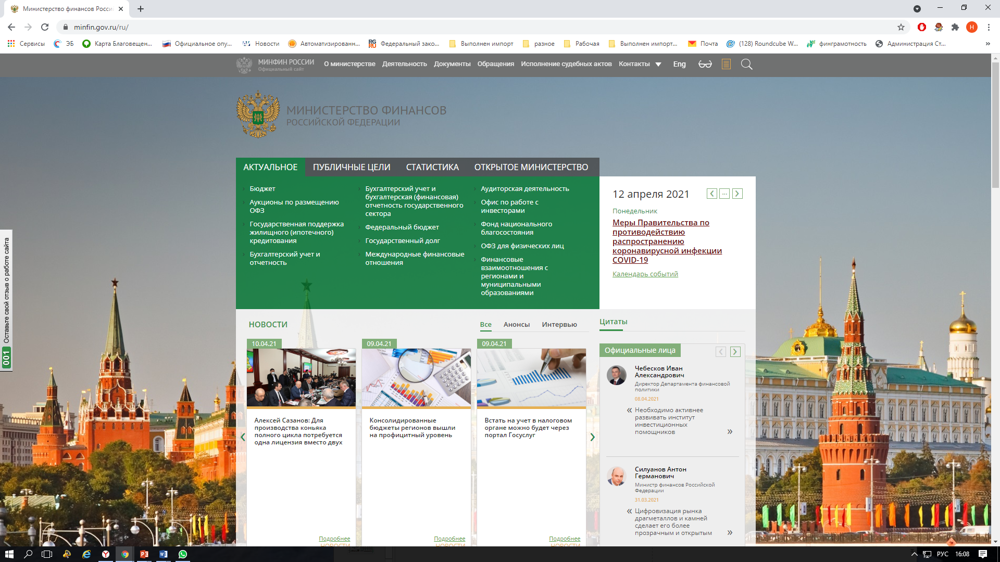 Министерство финансов Росси
minfin.gov.ru/ru/
Н
Сервисы
ЭБ
Карта Благовещен...
Официальное опу...
Новости
Автоматизированн...
Федеральный зако...
Выполнен импорт
разное
Рабочая
Выполнен импорт...
Почта
(128) Roundcube W...
финграмотность
Администрация Ст...
»
МИНФИН РОССИИ
Официальный сайт
О министерстве
Деятельность
Документы
Обращения
Исполнение судебных актов
Контакты
Eng
МИНИСТЕРСТВО ФИНАНСОВ
РОССИЙСКОЙ ФЕДЕРАЦИИ
АКТУАЛЬНОЕ
ПУБЛИЧНЫЕ ЦЕЛИ
СТАТИСТИКА
ОТКРЫТОЕ МИНИСТЕРСТВО
Бюджет
Аукционы по размещению
ОФЗ
Государственная поддержка
жилищного (ипотечного)
кредитования
Бухгалтерский учет и
отчетность
Бухгалтерский учет и
бухгалтерская (финансовая)
отчетность государственного
сектора
Федеральный бюджет
Государственный долг
Международные финансовые
отношения
Аудиторская деятельность
Офис по работе с
инвесторами
Фонд национального
благосостояния
ОФЗ для физических лиц
Финансовые
взаимоотношения с
регионами и
муниципальными
образованиями
12 апреля 2021
...
Понедельник
Меры Правительства по
противодействию
распространению
коронавирусной инфекции
COVID-19
Календарь событий
Оставьте свой отзыв о работе сайта
001
НОВОСТИ
Все
Анонсы
Интервью
10.04.21
Алексей Сазанов: Для
производства коньяка
полного цикла потребуется
одна лицензия вместо двух
Подробнее
НОВОСТИ
09.04.21
Консолидированные
бюджеты регионов вышли
на профицитный уровень
Подробнее
НОВОСТИ
09.04.21
Встать на учет в налоговом
органе можно будет через
портал Госуслуг
Подробнее
НОВОСТИ
Цитаты
Официальные лица
Чебесков Иван
Александрович
Директор Департамента финансовой
политики
08.04.2021
« Необходимо активнее
развивать институт
инвестиционных
помощников »
Силуанов Антон
Германович
Министр финансов Российской
Федерации
31.03.2021
« Цифровизация рынка
драгметаллов и камней
сделает его более
прозрачным и открытым »
РУС
16:08